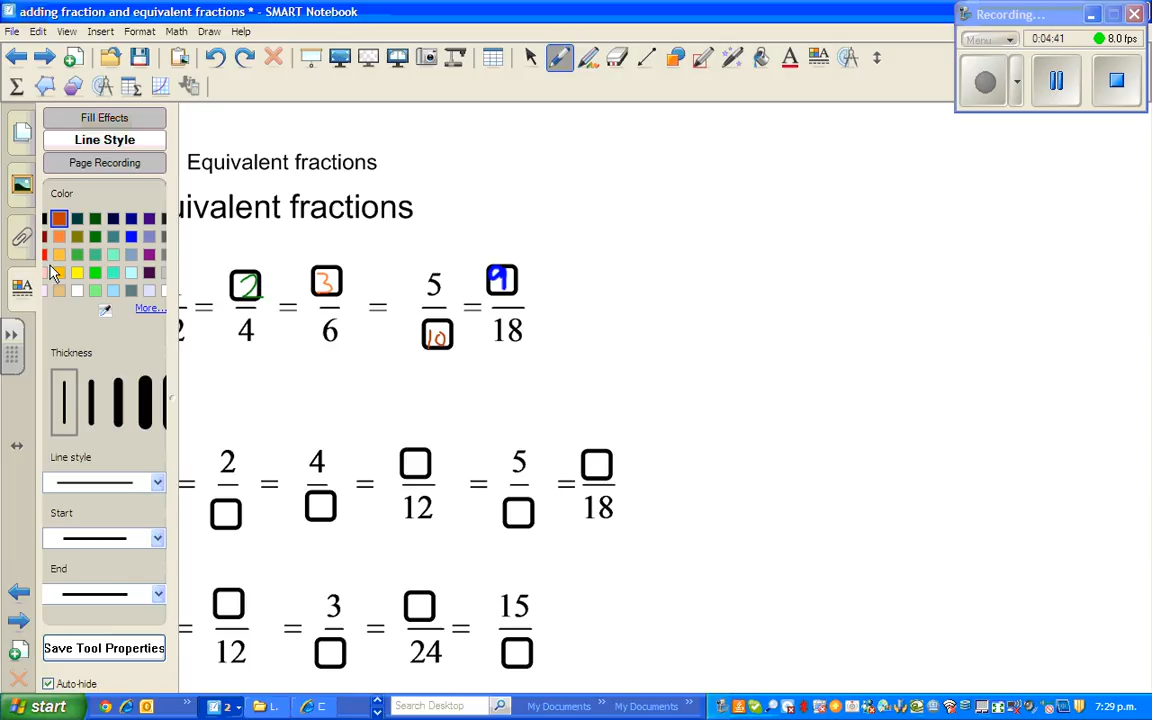 adding fraction and equivalent fractions * - SMART Notebook
Recording...
File Edit View Insert Format Math Draw Help
Menu 0:04:41 8.0 fps
Fill Effects
Line Style
Page Recording
Equivalent fractions
Color
uivalent fractions
More...
2 = 2/4 = 3/6 = 5/10 = 9/18
Thickness
Line style
= 2/□ = 4/□ = □/12 = 5/□ = □/18
Start
End
= □/12 = 3/□ = □/24 = 15/□
Save Tool Properties
Auto-hide
start 2 L. C Search Desktop My Documents » My Documents » 7:29 p.m.